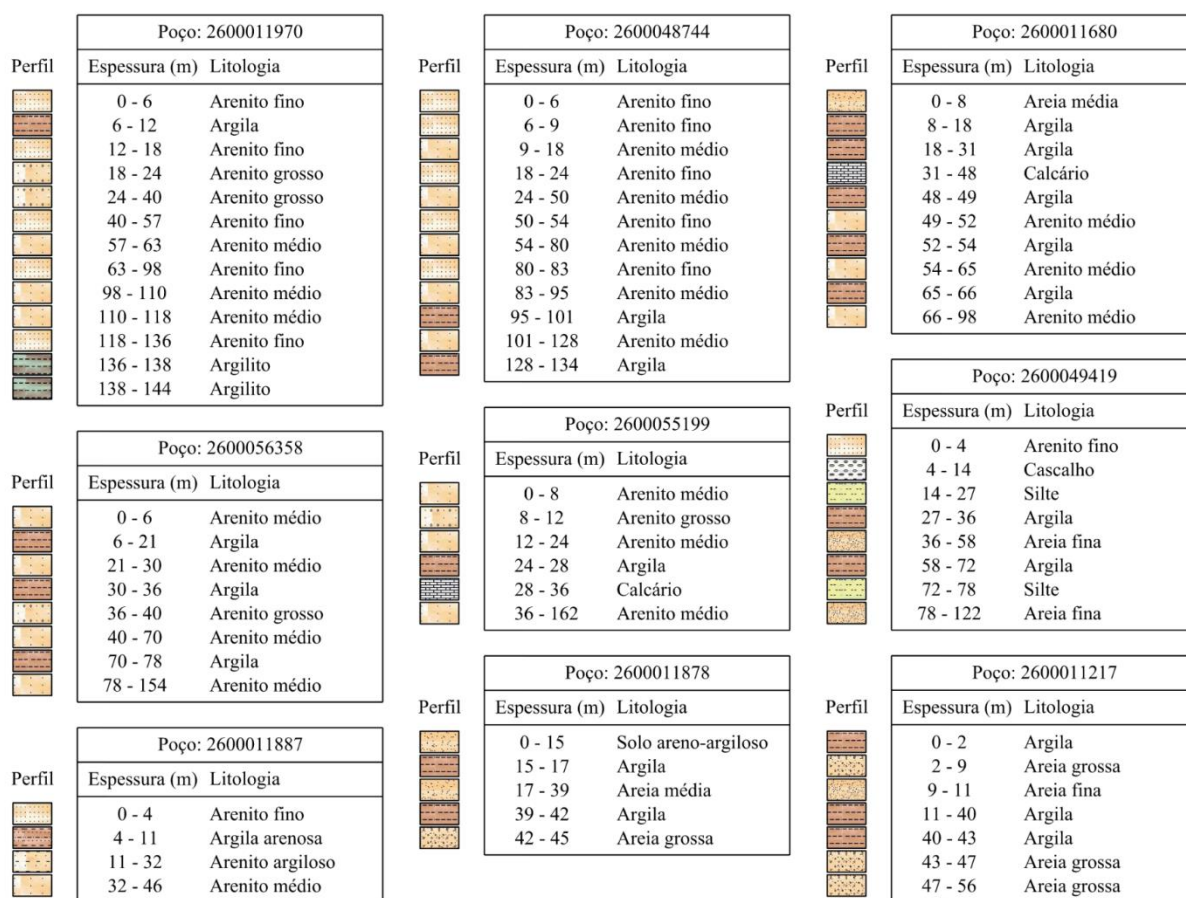 Poço: 2600011970
Perfil Espessura (m) Litologia
0 - 6 Arenito fino
6 - 12 Argila
12 - 18 Arenito fino
18 - 24 Arenito grosso
24 - 40 Arenito grosso
40 - 57 Arenito fino
57 - 63 Arenito médio
63 - 98 Arenito fino
98 - 110 Arenito médio
110 - 118 Arenito médio
118 - 136 Arenito fino
136 - 138 Argilito
138 - 144 Argilito
Poço: 2600056358
Perfil Espessura (m) Litologia
0 - 6 Arenito médio
6 - 21 Argila
21 - 30 Arenito médio
30 - 36 Argila
36 - 40 Arenito grosso
40 - 70 Arenito médio
70 - 78 Argila
78 - 154 Arenito médio
Poço: 2600011887
Perfil Espessura (m) Litologia
0 - 4 Arenito fino
4 - 11 Argila arenosa
11 - 32 Arenito argiloso
32 - 46 Arenito médio
Poço: 2600048744
Perfil Espessura (m) Litologia
0 - 6 Arenito fino
6 - 9 Arenito fino
9 - 18 Arenito médio
18 - 24 Arenito fino
24 - 50 Arenito médio
50 - 54 Arenito fino
54 - 80 Arenito médio
80 - 83 Arenito fino
83 - 95 Arenito médio
95 - 101 Argila
101 - 128 Arenito médio
128 - 134 Argila
Poço: 2600055199
Perfil Espessura (m) Litologia
0 - 8 Arenito médio
8 - 12 Arenito grosso
12 - 24 Arenito médio
24 - 28 Argila
28 - 36 Calcário
36 - 162 Arenito médio
Poço: 2600011878
Perfil Espessura (m) Litologia
0 - 15 Solo areno-argiloso
15 - 17 Argila
17 - 39 Areia média
39 - 42 Argila
42 - 45 Areia grossa
Poço: 2600011680
Perfil Espessura (m) Litologia
0 - 8 Areia média
8 - 18 Argila
18 - 31 Argila
31 - 48 Calcário
48 - 49 Argila
49 - 52 Arenito médio
52 - 54 Argila
54 - 65 Arenito médio
65 - 66 Argila
66 - 98 Arenito médio
Poço: 2600049419
Perfil Espessura (m) Litologia
0 - 4 Arenito fino
4 - 14 Cascalho
14 - 27 Silte
27 - 36 Argila
36 - 58 Areia fina
58 - 72 Argila
72 - 78 Silte
78 - 122 Areia fina
Poço: 2600011217
Perfil Espessura (m) Litologia
0 - 2 Argila
2 - 9 Areia grossa
9 - 11 Areia fina
11 - 40 Argila
40 - 43 Argila
43 - 47 Areia grossa
47 - 56 Areia grossa